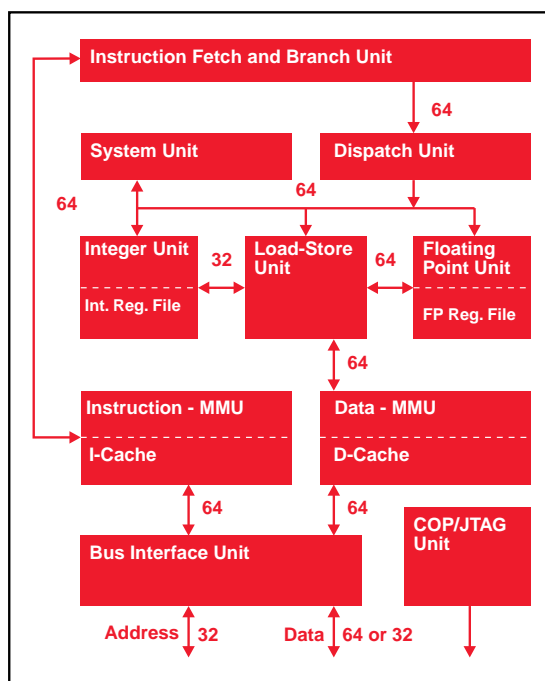 Instruction Fetch and Branch Unit
64
System Unit
Dispatch Unit
64
64
Integer Unit
Int. Reg. File
32
Load-Store
Unit
64
Floating
Point Unit
FP Reg. File
64
Instruction - MMU
I-Cache
Data - MMU
D-Cache
64
64
COP/JTAG
Unit
Bus Interface Unit
Address
32
Data
64 or 32